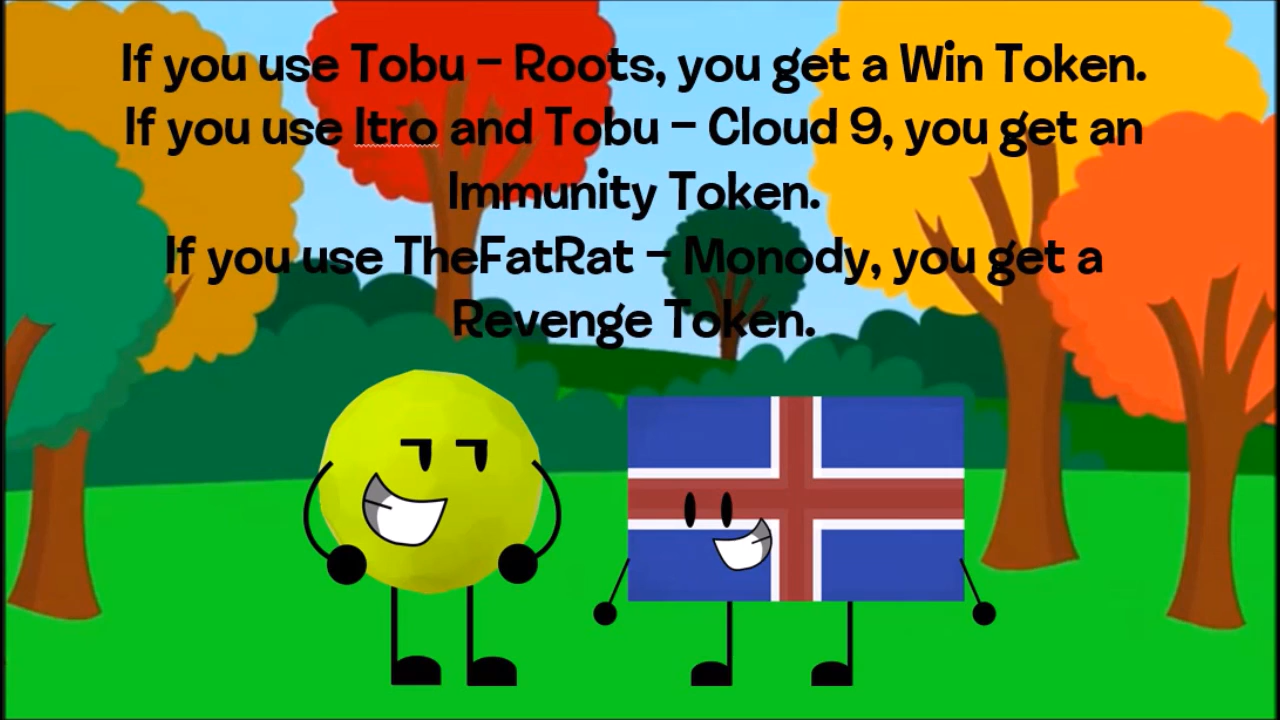 If you use Tobu – Roots, you get a Win Token.
If you use Itro and Tobu – Cloud 9, you get an
Immunity Token.
If you use TheFatRat – Monody, you get a
Revenge Token.